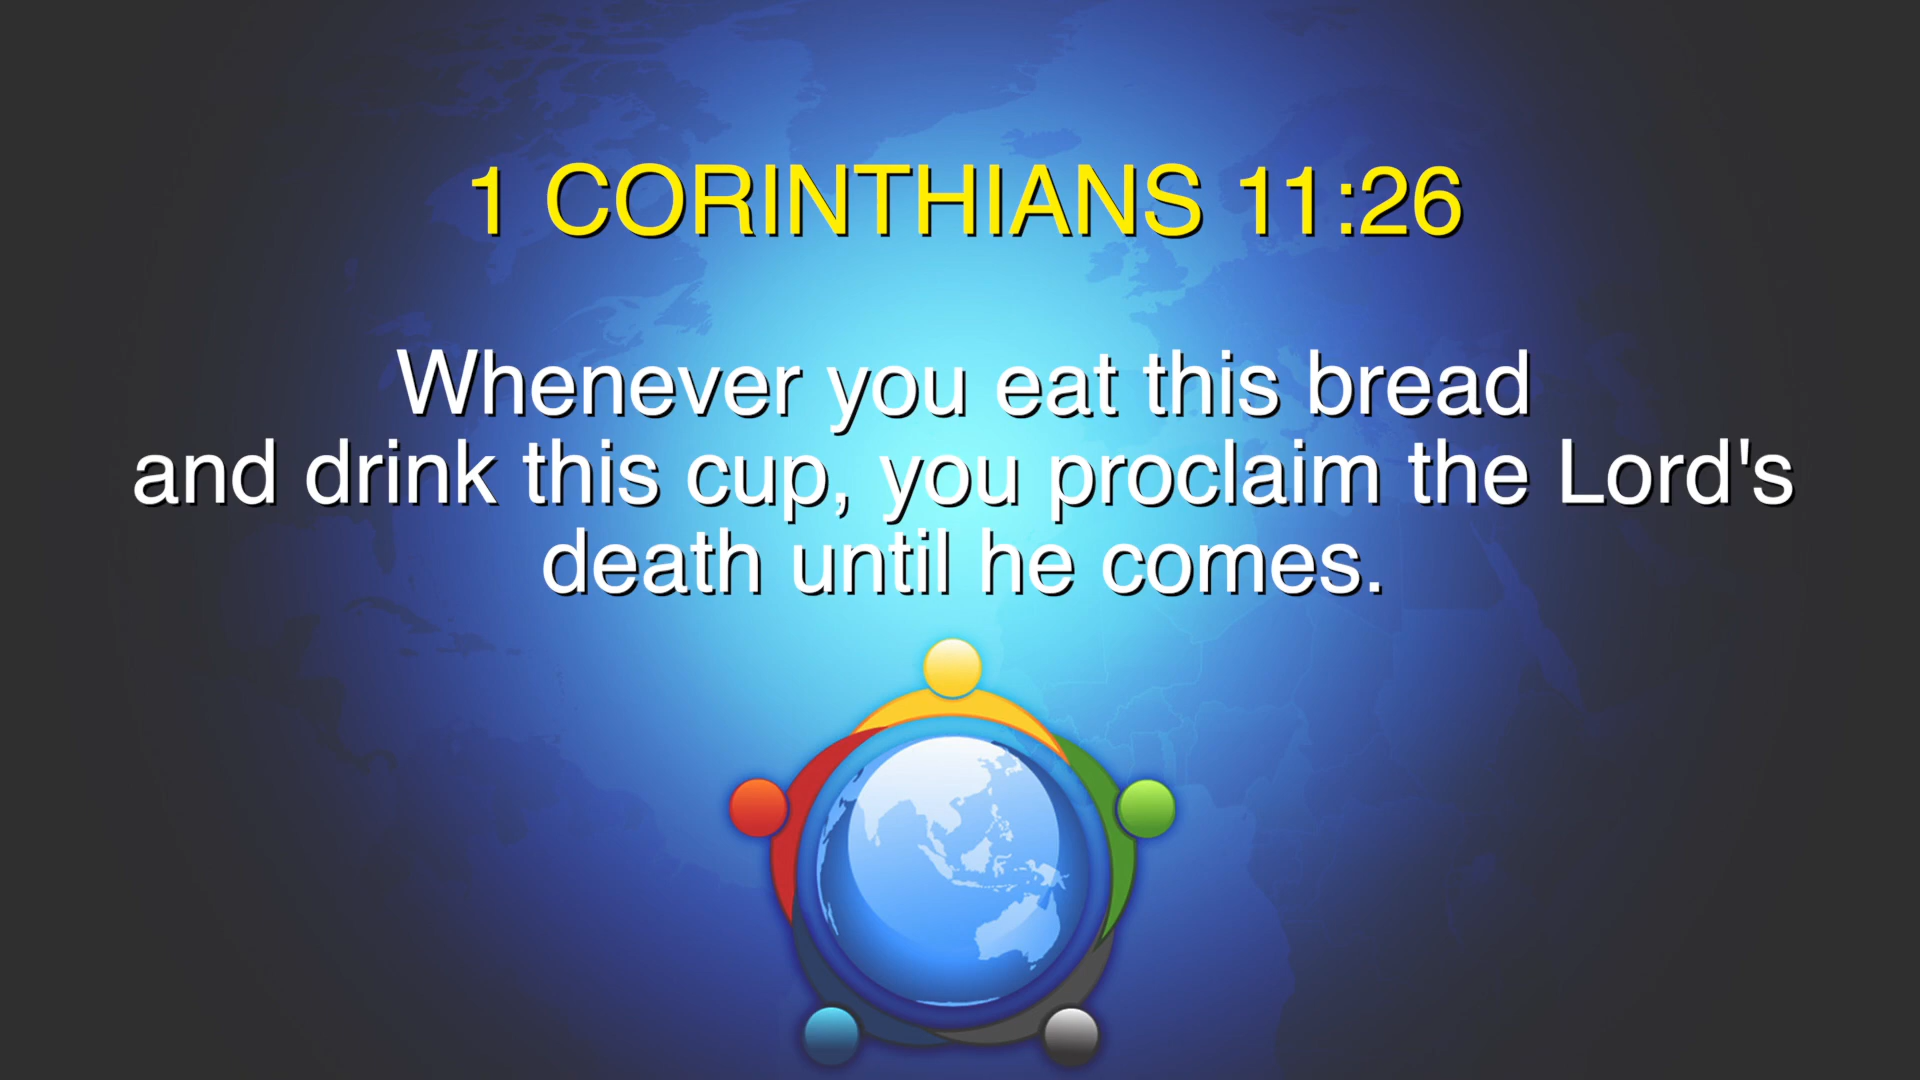 1 CORINTHIANS 11:26
Whenever you eat this bread
and drink this cup, you proclaim the Lord's
death until he comes.